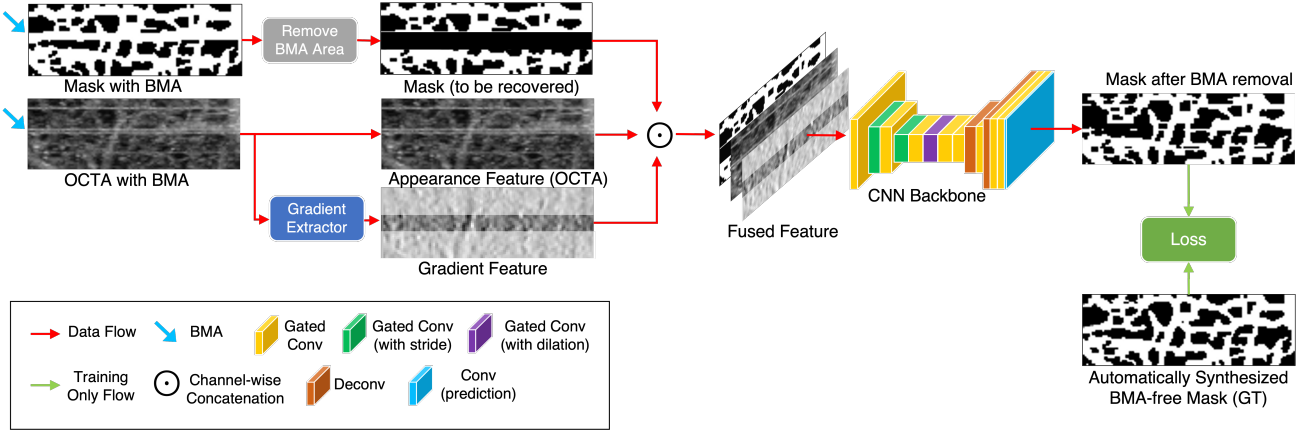 Mask with BMA
Remove
BMA Area
Mask (to be recovered)
OCTA with BMA
Appearance Feature (OCTA)
Gradient
Extractor
Gradient Feature
Fused Feature
CNN Backbone
Mask after BMA removal
Loss
Automatically Synthesized
BMA-free Mask (GT)
Data Flow
BMA
Gated
Conv
Gated Conv
(with stride)
Gated Conv
(with dilation)
Training
Only Flow
Channel-wise
Concatenation
Deconv
Conv
(prediction)